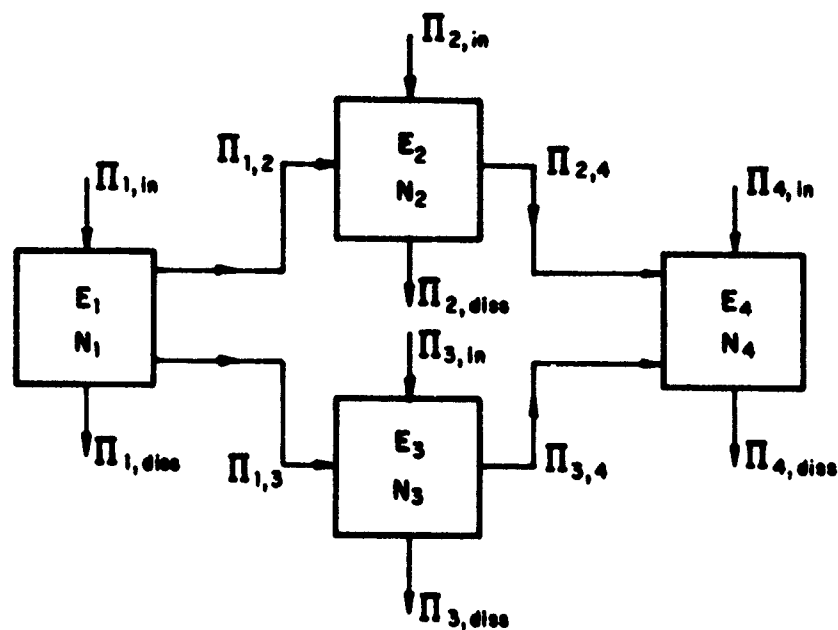 Π2,in
E2
N2
Π1,2
Π2,4
Π2,diss
Π1,in
E1
N1
Π1,diss
Π4,in
E4
N4
Π4,diss
Π3,in
E3
N3
Π1,3
Π3,4
Π3,diss